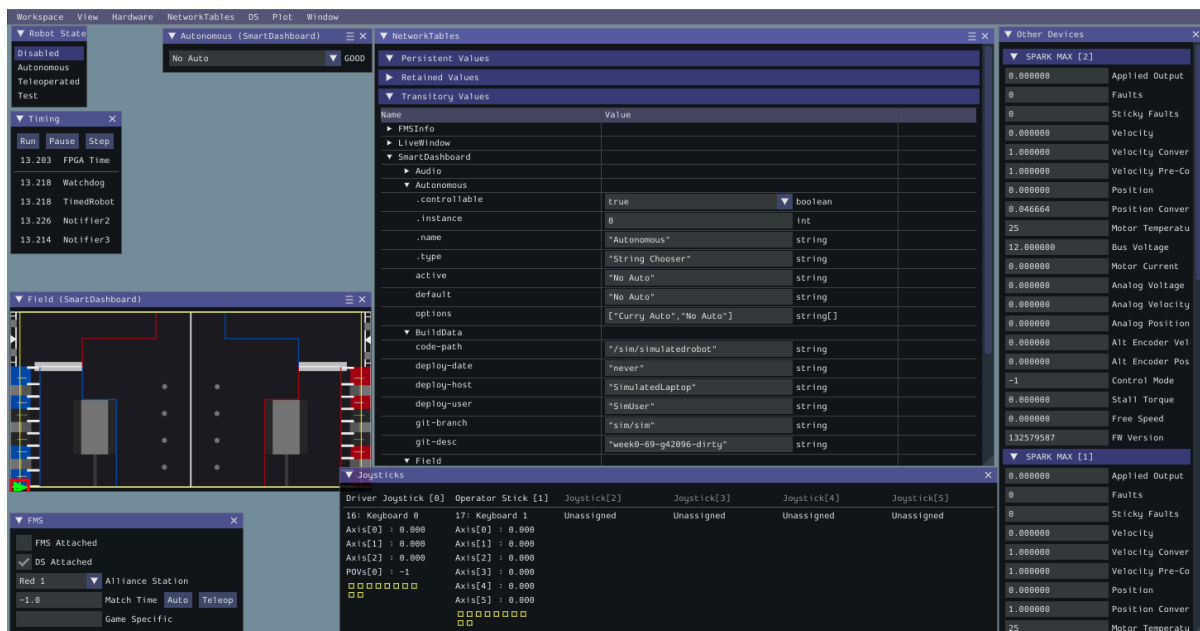 Workspace View Hardware NetworkTables DS Plot Window
Robot State
Disabled
Autonomous
Teleoperated
Test
Timing
Run Pause Step
13.203 FPGA Time
13.218 Watchdog
13.218 TimedRobot
13.226 Notifier2
13.214 Notifier3
Autonomous (SmartDashboard)
No Auto GOOD
Field (SmartDashboard)
FMS
FMS Attached
DS Attached
Red 1 Alliance Station
-1.0 Match Time Auto Teleop
Game Specific
NetworkTables
Persistent Values
Retained Values
Transitory Values
Name Value
FMSInfo
LiveWindow
SmartDashboard
Audio
Autonomous
.controllable true boolean
.instance 0 int
.name "Autonomous" string
.type "String Chooser" string
active "No Auto" string
default "No Auto" string
options ["Curry Auto","No Auto"] string[]
BuildData
code-path "/sim/simulatedrobot" string
deploy-date "never" string
deploy-host "SimulatedLaptop" string
deploy-user "SimUser" string
git-branch "sim/sim" string
git-desc "week0-69-g42096-dirty" string
Field
Joysticks
Driver Joystick [0] Operator Stick [1] Joystick[2] Joystick[3] Joystick[4] Joystick[5]
16: Keyboard 0 17: Keyboard 1 Unassigned Unassigned Unassigned Unassigned
Axis[0] : 0.000 Axis[0] : 0.000
Axis[1] : 0.000 Axis[1] : 0.000
Axis[2] : 0.000 Axis[2] : 0.000
POVs[0] : -1 Axis[3] : 0.000
Axis[4] : 0.000
Axis[5] : 0.000
Other Devices
SPARK MAX [2]
0.000000 Applied Output
0 Faults
0 Sticky Faults
0.000000 Velocity
1.000000 Velocity Conver
1.000000 Velocity Pre-Co
0.000000 Position
0.046664 Position Conver
25 Motor Temperatu
12.000000 Bus Voltage
0.000000 Motor Current
0.000000 Analog Voltage
0.000000 Analog Velocity
0.000000 Analog Position
0.000000 Alt Encoder Vel
0.000000 Alt Encoder Pos
-1 Control Mode
0.000000 Stall Torque
0.000000 Free Speed
132579587 FW Version
SPARK MAX [1]
0.000000 Applied Output
0 Faults
0 Sticky Faults
0.000000 Velocity
1.000000 Velocity Conver
1.000000 Velocity Pre-Co
0.000000 Position
1.000000 Position Conver
25 Motor Temperatu